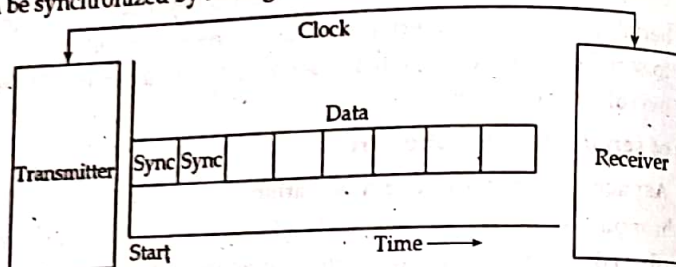 be synchronized by
Clock
Data
Transmitter
Sync Sync
Receiver
Start
Time